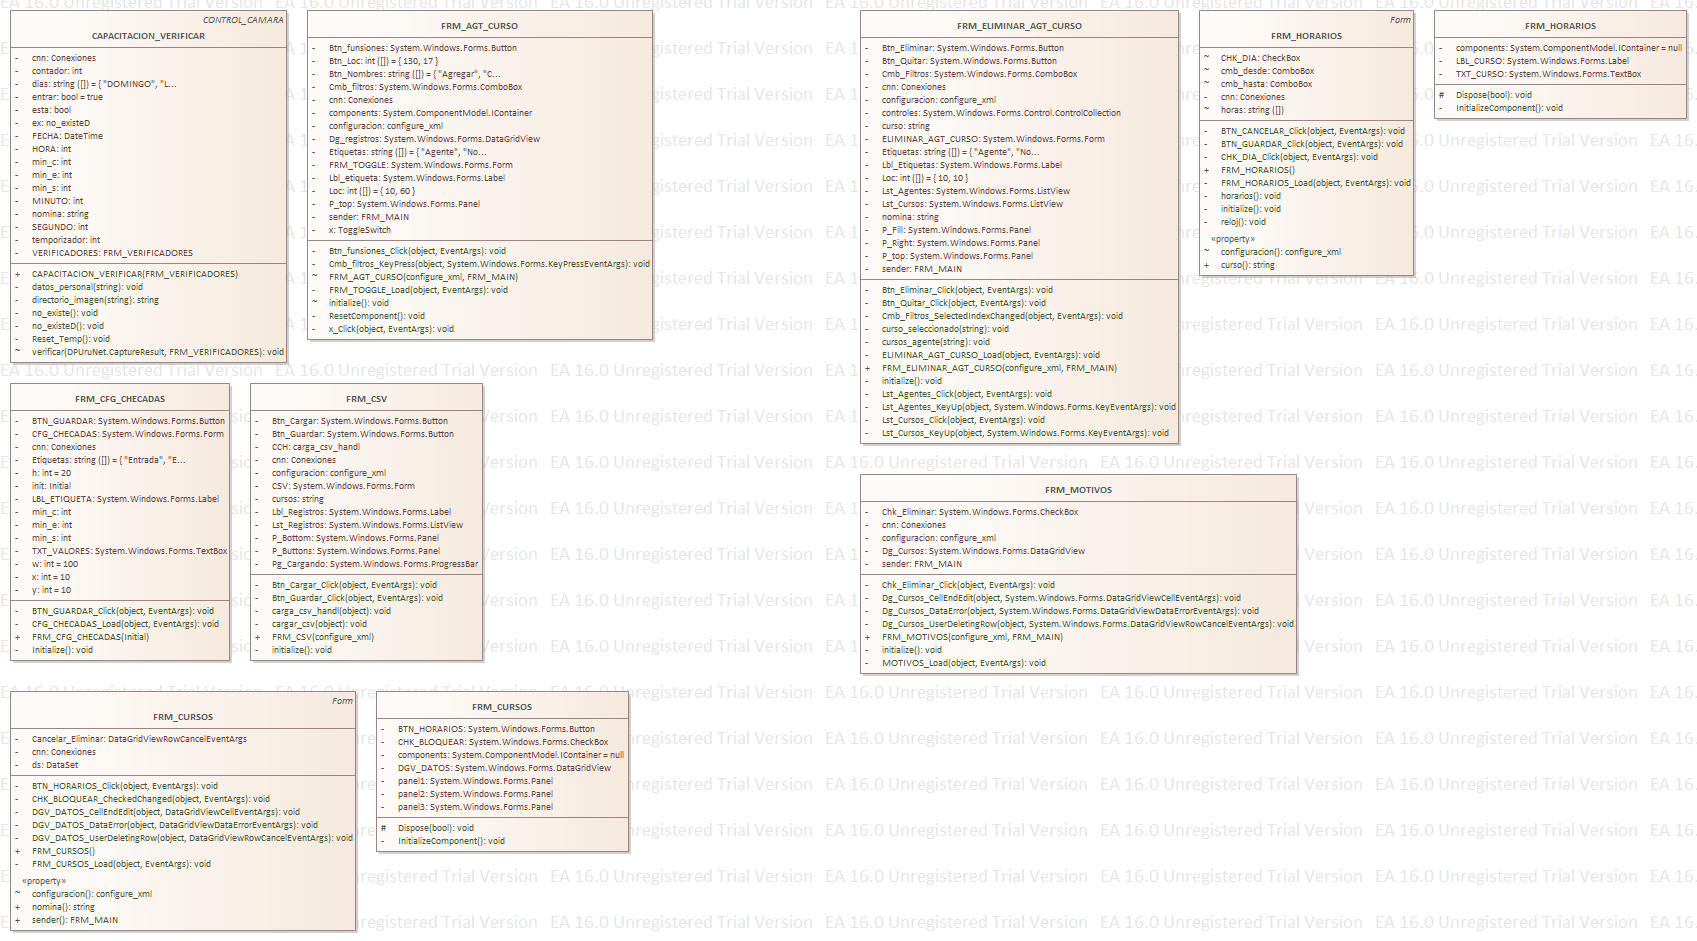 CONTROL_CAMARA
CAPACITACION_VERIFICAR
- cnn: Conexiones
- contador: int
- dias: string ([]) = { "DOMINGO", "L...
- entrar: bool = true
- esta: bool
- ex: no_existeD
- FECHA: DateTime
- HORA: int
- min_c: int
- min_e: int
- min_s: int
- MINUTO: int
- nomina: string
- SEGUNDO: int
- temporizador: int
- VERIFICADORES: FRM_VERIFICADORES
+ CAPACITACION_VERIFICAR(FRM_VERIFICADORES)
- datos_personal(string): void
- directorio_imagen(string): string
- no_existe(): void
- no_existeD(): void
- Reset_Temp(): void
~ verificar(DPUruNet.CaptureResult, FRM_VERIFICADORES): void
FRM_AGT_CURSO
- Btn_funsiones: System.Windows.Forms.Button
- Btn_Loc: int ([]) = { 130, 17 }
- Btn_Nombres: string ([]) = { "Agregar", "C...
- Cmb_filtros: System.Windows.Forms.ComboBox
- cnn: Conexiones
- components: System.ComponentModel.IContainer
- configuracion: configure_xml
- Dg_registros: System.Windows.Forms.DataGridView
- Etiquetas: string ([]) = { "Agente", "No...
- FRM_TOGGLE: System.Windows.Forms.Form
- Lbl_etiqueta: System.Windows.Forms.Label
- Loc: int ([]) = { 10, 60 }
- P_top: System.Windows.Forms.Panel
- sender: FRM_MAIN
- x: ToggleSwitch
- Btn_funsiones_Click(object, EventArgs): void
- Cmb_filtros_KeyPress(object, System.Windows.Forms.KeyPressEventArgs): void
~ FRM_AGT_CURSO(configure_xml, FRM_MAIN)
- FRM_TOGGLE_Load(object, EventArgs): void
~ initialize(): void
- ResetComponent(): void
- x_Click(object, EventArgs): void
FRM_ELIMINAR_AGT_CURSO
- Btn_Eliminar: System.Windows.Forms.Button
- Btn_Quitar: System.Windows.Forms.Button
- Cmb_Filtros: System.Windows.Forms.ComboBox
- cnn: Conexiones
- configuracion: configure_xml
- controles: System.Windows.Forms.Control.ControlCollection
- curso: string
- ELIMINAR_AGT_CURSO: System.Windows.Forms.Form
- Etiquetas: string ([]) = { "Agente", "No...
- Lbl_Etiquetas: System.Windows.Forms.Label
- Loc: int ([]) = { 10, 10 }
- Lst_Agentes: System.Windows.Forms.ListView
- Lst_Cursos: System.Windows.Forms.ListView
- nomina: string
- P_Fill: System.Windows.Forms.Panel
- P_Right: System.Windows.Forms.Panel
- P_top: System.Windows.Forms.Panel
- sender: FRM_MAIN
- Btn_Eliminar_Click(object, EventArgs): void
- Btn_Quitar_Click(object, EventArgs): void
- Cmb_Filtros_SelectedIndexChanged(object, EventArgs): void
- curso_seleccionado(string): void
- cursos_agente(string): void
- ELIMINAR_AGT_CURSO_Load(object, EventArgs): void
+ FRM_ELIMINAR_AGT_CURSO(configure_xml, FRM_MAIN)
- initialize(): void
- Lst_Agentes_Click(object, EventArgs): void
- Lst_Agentes_KeyUp(object, System.Windows.Forms.KeyEventArgs): void
- Lst_Cursos_Click(object, EventArgs): void
- Lst_Cursos_KeyUp(object, System.Windows.Forms.KeyEventArgs): void
Form
FRM_HORARIOS
~ CHK_DIA: CheckBox
~ cmb_desde: ComboBox
~ cmb_hasta: ComboBox
- cnn: Conexiones
~ horas: string ([])
- BTN_CANCELAR_Click(object, EventArgs): void
- BTN_GUARDAR_Click(object, EventArgs): void
- CHK_DIA_Click(object, EventArgs): void
+ FRM_HORARIOS()
- FRM_HORARIOS_Load(object, EventArgs): void
- horarios(): void
- initialize(): void
- reloj(): void
«property»
~ configuracion(): configure_xml
+ curso(): string
FRM_HORARIOS
- components: System.ComponentModel.IContainer = null
- LBL_CURSO: System.Windows.Forms.Label
- TXT_CURSO: System.Windows.Forms.TextBox
# Dispose(bool): void
- InitializeComponent(): void
FRM_CFG_CHECADAS
- BTN_GUARDAR: System.Windows.Forms.Button
- CFG_CHECADAS: System.Windows.Forms.Form
- cnn: Conexiones
- Etiquetas: string ([]) = { "Entrada", "E...
- h: int = 20
- init: Initial
- LBL_ETIQUETA: System.Windows.Forms.Label
- min_c: int
- min_e: int
- min_s: int
- TXT_VALORES: System.Windows.Forms.TextBox
- w: int = 100
- x: int = 10
- y: int = 10
- BTN_GUARDAR_Click(object, EventArgs): void
- CFG_CHECADAS_Load(object, EventArgs): void
+ FRM_CFG_CHECADAS(Initial)
- Initialize(): void
FRM_CSV
- Btn_Cargar: System.Windows.Forms.Button
- Btn_Guardar: System.Windows.Forms.Button
- CCH: carga_csv_handl
- cnn: Conexiones
- configuracion: configure_xml
- CSV: System.Windows.Forms.Form
- cursos: string
- Lbl_Registros: System.Windows.Forms.Label
- Lst_Registros: System.Windows.Forms.ListView
- P_Bottom: System.Windows.Forms.Panel
- P_Buttons: System.Windows.Forms.Panel
- Pg_Cargando: System.Windows.Forms.ProgressBar
- Btn_Cargar_Click(object, EventArgs): void
- Btn_Guardar_Click(object, EventArgs): void
- carga_csv_handl(object): void
- cargar_csv(object): void
+ FRM_CSV(configure_xml)
- initialize(): void
FRM_MOTIVOS
- Chk_Eliminar: System.Windows.Forms.CheckBox
- cnn: Conexiones
- configuracion: configure_xml
- Dg_Cursos: System.Windows.Forms.DataGridView
- sender: FRM_MAIN
- Chk_Eliminar_Click(object, EventArgs): void
- Dg_Cursos_CellEndEdit(object, System.Windows.Forms.DataGridViewCellEventArgs): void
- Dg_Cursos_DataError(object, System.Windows.Forms.DataGridViewDataErrorEventArgs): void
- Dg_Cursos_UserDeletingRow(object, System.Windows.Forms.DataGridViewRowCancelEventArgs): void
+ FRM_MOTIVOS(configure_xml, FRM_MAIN)
- initialize(): void
- MOTIVOS_Load(object, EventArgs): void
Form
FRM_CURSOS
- Cancelar_Eliminar: DataGridViewRowCancelEventArgs
- cnn: Conexiones
- ds: DataSet
- BTN_HORARIOS_Click(object, EventArgs): void
- CHK_BLOQUEAR_CheckedChanged(object, EventArgs): void
- DGV_DATOS_CellEndEdit(object, DataGridViewCellEventArgs): void
- DGV_DATOS_DataError(object, DataGridViewDataErrorEventArgs): void
- DGV_DATOS_UserDeletingRow(object, DataGridViewRowCancelEventArgs): void
+ FRM_CURSOS()
- FRM_CURSOS_Load(object, EventArgs): void
«property»
~ configuracion(): configure_xml
+ nomina(): string
+ sender(): FRM_MAIN
FRM_CURSOS
- BTN_HORARIOS: System.Windows.Forms.Button
- CHK_BLOQUEAR: System.Windows.Forms.CheckBox
- components: System.ComponentModel.IContainer = null
- DGV_DATOS: System.Windows.Forms.DataGridView
- panel1: System.Windows.Forms.Panel
- panel2: System.Windows.Forms.Panel
- panel3: System.Windows.Forms.Panel
# Dispose(bool): void
- InitializeComponent(): void
EA 16.0 Unregistered Trial Version